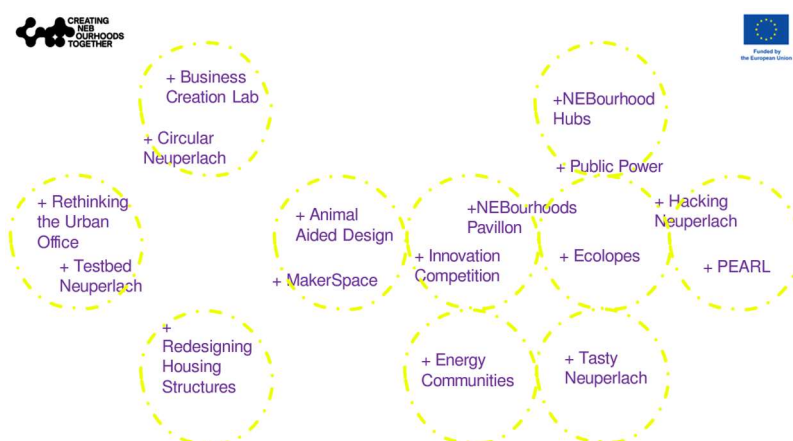 CREATING
NEB
OURHOODS
TOGETHER
Funded by
the European Union
+ Business
Creation Lab
+ Circular
Neuperlach
+NEBourhood
Hubs
+ Public Power
+ Rethinking
the Urban
Office
+ Testbed
Neuperlach
+ Animal
Aided Design
+ MakerSpace
+NEBourhoods
Pavillon
+ Innovation
Competition
+ Ecolopes
+ Hacking
Neuperlach
+ PEARL
+
Redesigning
Housing
Structures
+ Energy
Communities
+ Tasty
Neuperlach